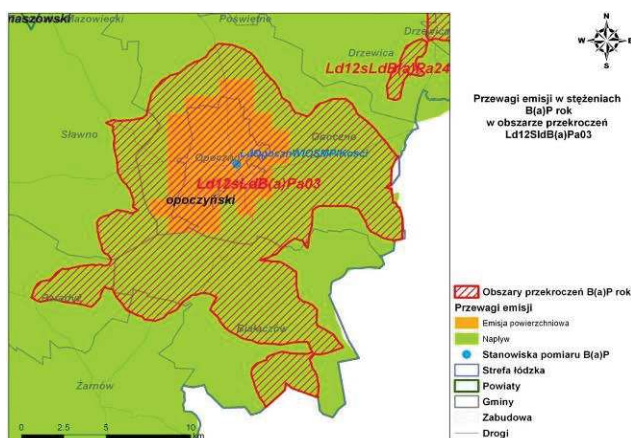 maszowski
Mazowiecki
Poświętne
Drzewica
Drzewica
Ld12sLdB(a)Pa24
Sławno
Opoczno
Ld12sLdB(a)Pa03
opoczyński
Białaczów
Żarnów
0 2.5 5 10
km
N
W E
S
Przewagi emisji w stężeniach
B(a)P rok
w obszarze przekroczeń
Ld12SldB(a)Pa03
Obszary przekroczeń B(a)P rok
Przewagi emisji
Emisja powierzchniowa
Napływ
Stanowiska pomiaru B(a)P
Strefa łódzka
Powiaty
Gminy
Zabudowa
Drogi